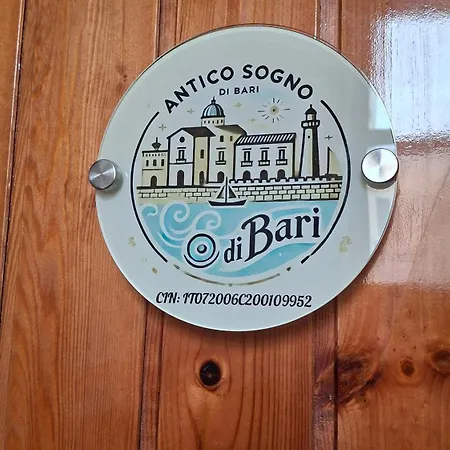 ANTICO SOGNO
DI BARI
di Bari
CIN: IT072006C200109952